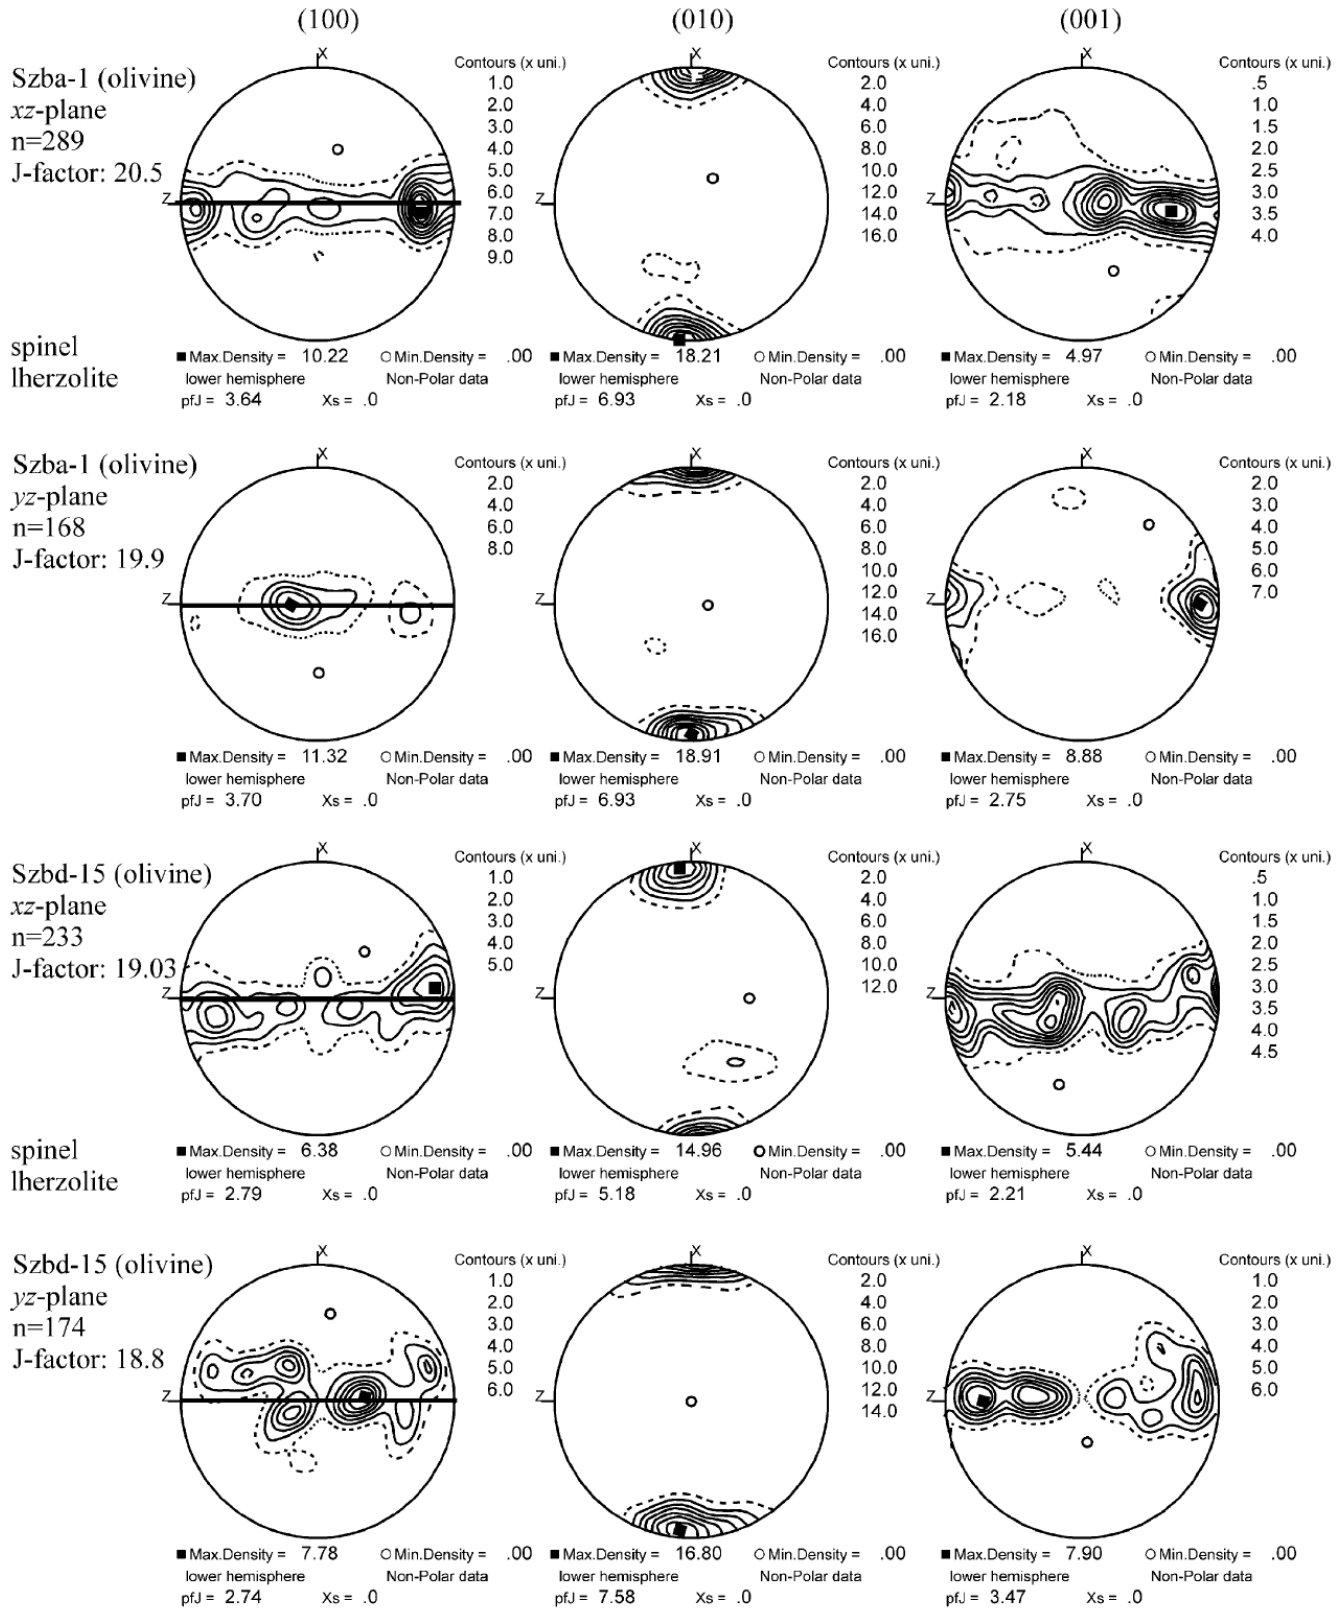 (100) (010) (001)
Szba-1 (olivine)
xz-plane
n=289
J-factor: 20.5
spinel
lherzolite
X
Z
Contours (x uni.)
1.0
2.0
3.0
4.0
5.0
6.0
7.0
8.0
9.0
■ Max.Density = 10.22 ○ Min.Density = .00
lower hemisphere Non-Polar data
pfJ = 3.64 Xs = .0
X
Contours (x uni.)
2.0
4.0
6.0
8.0
10.0
12.0
14.0
16.0
Z
■ Max.Density = 18.21 ○ Min.Density = .00
lower hemisphere Non-Polar data
pfJ = 6.93 Xs = .0
X
Contours (x uni.)
.5
1.0
1.5
2.0
2.5
3.0
3.5
4.0
Z
■ Max.Density = 4.97 ○ Min.Density = .00
lower hemisphere Non-Polar data
pfJ = 2.18 Xs = .0
Szba-1 (olivine)
yz-plane
n=168
J-factor: 19.9
X
Z
Contours (x uni.)
2.0
4.0
6.0
8.0
■ Max.Density = 11.32 ○ Min.Density = .00
lower hemisphere Non-Polar data
pfJ = 3.70 Xs = .0
X
Z
Contours (x uni.)
2.0
4.0
6.0
8.0
10.0
12.0
14.0
16.0
■ Max.Density = 18.91 ○ Min.Density = .00
lower hemisphere Non-Polar data
pfJ = 6.93 Xs = .0
X
Z
Contours (x uni.)
2.0
3.0
4.0
5.0
6.0
7.0
■ Max.Density = 8.88 ○ Min.Density = .00
lower hemisphere Non-Polar data
pfJ = 2.75 Xs = .0
Szbd-15 (olivine)
xz-plane
n=233
J-factor: 19.03
spinel
lherzolite
X
Z
Contours (x uni.)
1.0
2.0
3.0
4.0
5.0
■ Max.Density = 6.38 ○ Min.Density = .00
lower hemisphere Non-Polar data
pfJ = 2.79 Xs = .0
X
Z
Contours (x uni.)
2.0
4.0
6.0
8.0
10.0
12.0
■ Max.Density = 14.96 ○ Min.Density = .00
lower hemisphere Non-Polar data
pfJ = 5.18 Xs = .0
X
Z
Contours (x uni.)
.5
1.0
1.5
2.0
2.5
3.0
3.5
4.0
4.5
■ Max.Density = 5.44 ○ Min.Density = .00
lower hemisphere Non-Polar data
pfJ = 2.21 Xs = .0
Szbd-15 (olivine)
yz-plane
n=174
J-factor: 18.8
X
Z
Contours (x uni.)
1.0
2.0
3.0
4.0
5.0
6.0
■ Max.Density = 7.78 ○ Min.Density = .00
lower hemisphere Non-Polar data
pfJ = 2.74 Xs = .0
X
Z
Contours (x uni.)
2.0
4.0
6.0
8.0
10.0
12.0
14.0
■ Max.Density = 16.80 ○ Min.Density = .00
lower hemisphere Non-Polar data
pfJ = 7.58 Xs = .0
X
Z
Contours (x uni.)
1.0
2.0
3.0
4.0
5.0
6.0
■ Max.Density = 7.90 ○ Min.Density = .00
lower hemisphere Non-Polar data
pfJ = 3.47 Xs = .0